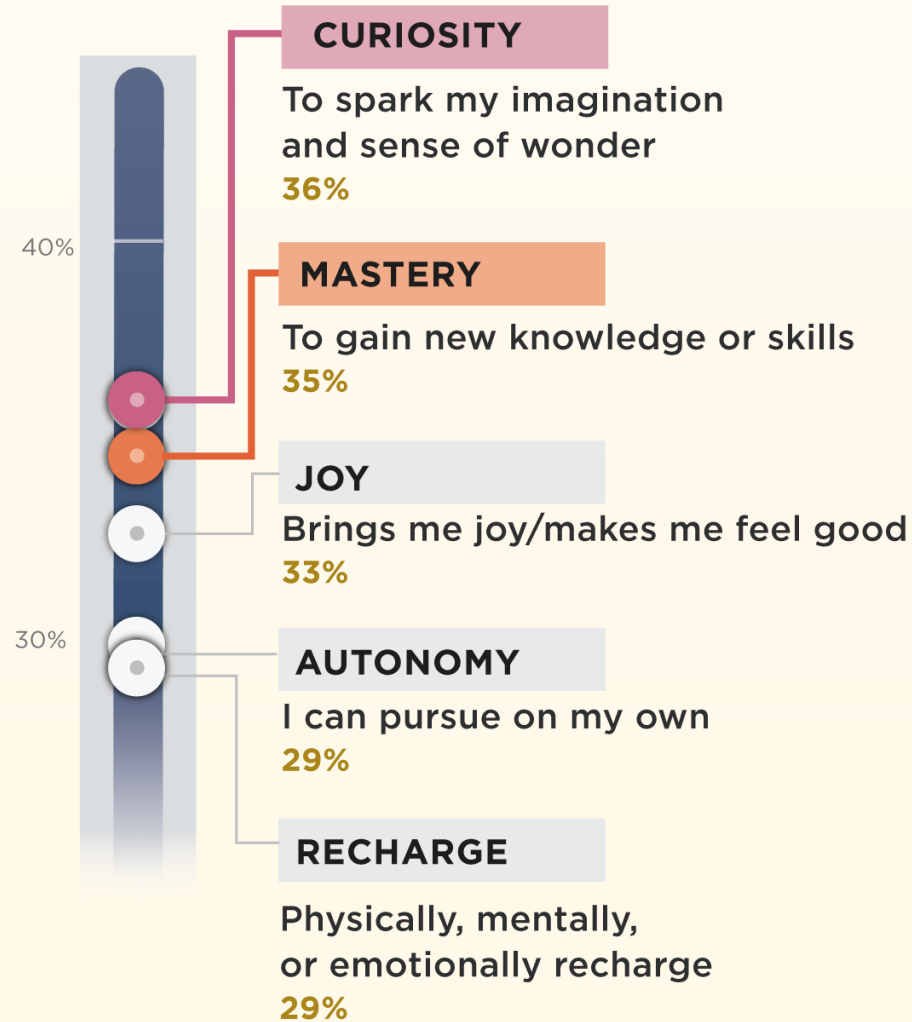 CURIOSITY
To spark my imagination
and sense of wonder
36%
40%
MASTERY
To gain new knowledge or skills
35%
JOY
Brings me joy/makes me feel good
33%
30%
AUTONOMY
I can pursue on my own
29%
RECHARGE
Physically, mentally,
or emotionally recharge
29%